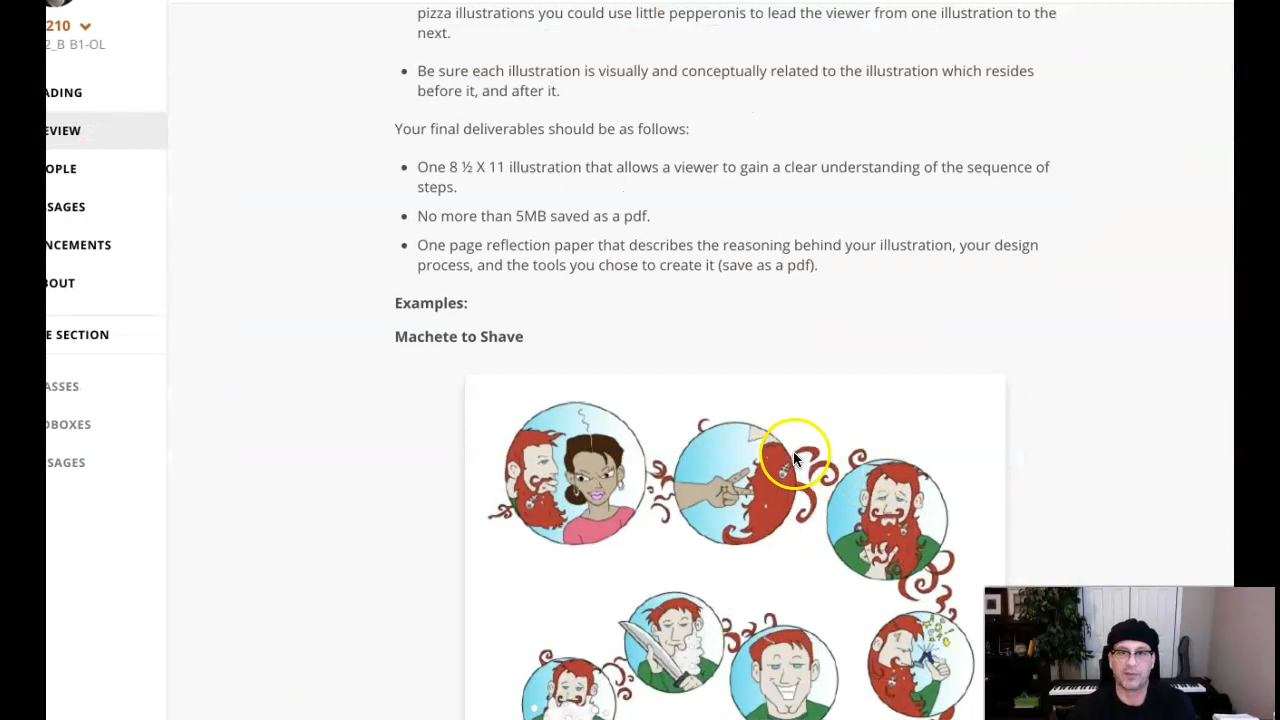 210
2_B B1-OL
ADING
EVIEW
OPLE
SAGES
NCEMENTS
BOUT
E SECTION
ASSES
DBOXES
SAGES
pizza illustrations you could use little pepperonis to lead the viewer from one illustration to the
next.
• Be sure each illustration is visually and conceptually related to the illustration which resides
before it, and after it.
Your final deliverables should be as follows:
• One 8 ½ X 11 illustration that allows a viewer to gain a clear understanding of the sequence of
steps.
• No more than 5MB saved as a pdf.
• One page reflection paper that describes the reasoning behind your illustration, your design
process, and the tools you chose to create it (save as a pdf).
Examples:
Machete to Shave